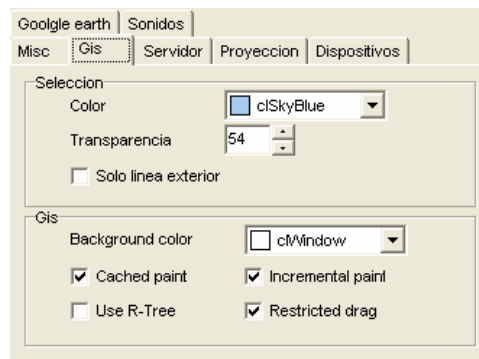 Goolgle earth Sonidos
Misc Gis Servidor Proyeccion Dispositivos
Seleccion
Color clSkyBlue
Transparencia 54
Solo linea exterior
Gis
Background color clWindow
Cached paint Incremental paint
Use R-Tree Restricted drag